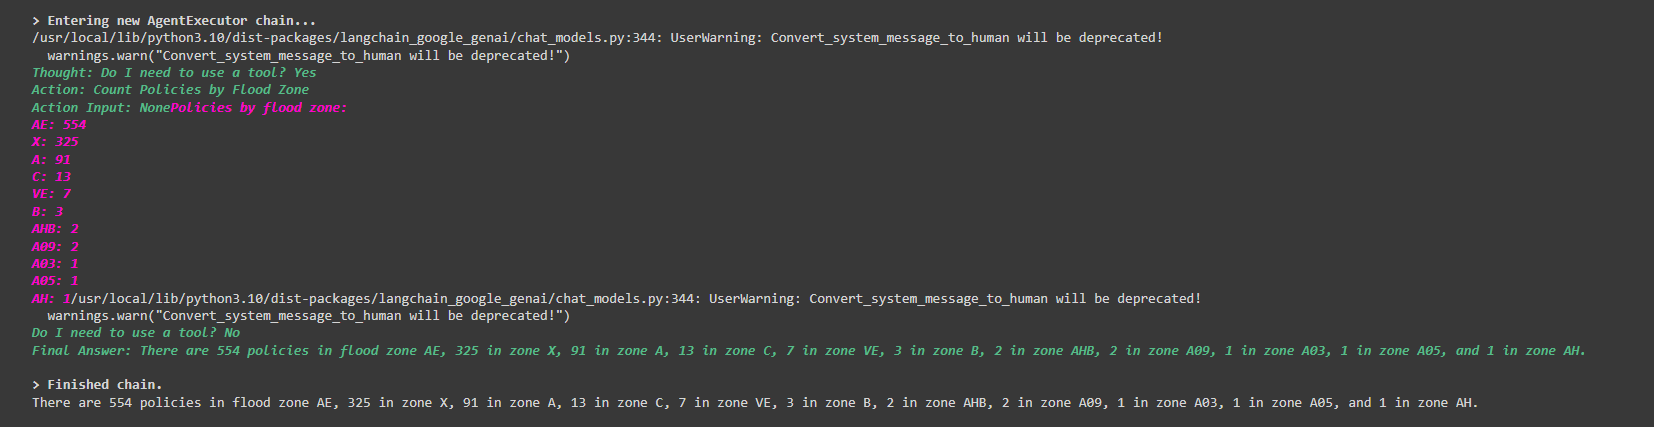 > Entering new AgentExecutor chain...
/usr/local/lib/python3.10/dist-packages/langchain_google_genai/chat_models.py:344: UserWarning: Convert_system_message_to_human will be deprecated!
  warnings.warn("Convert_system_message_to_human will be deprecated!")
Thought: Do I need to use a tool? Yes
Action: Count Policies by Flood Zone
Action Input: NonePolicies by flood zone:
AE: 554
X: 325
A: 91
C: 13
VE: 7
B: 3
AHB: 2
A09: 2
A03: 1
A05: 1
AH: 1/usr/local/lib/python3.10/dist-packages/langchain_google_genai/chat_models.py:344: UserWarning: Convert_system_message_to_human will be deprecated!
  warnings.warn("Convert_system_message_to_human will be deprecated!")
Do I need to use a tool? No
Final Answer: There are 554 policies in flood zone AE, 325 in zone X, 91 in zone A, 13 in zone C, 7 in zone VE, 3 in zone B, 2 in zone AHB, 2 in zone A09, 1 in zone A03, 1 in zone A05, and 1 in zone AH.
> Finished chain.
There are 554 policies in flood zone AE, 325 in zone X, 91 in zone A, 13 in zone C, 7 in zone VE, 3 in zone B, 2 in zone AHB, 2 in zone A09, 1 in zone A03, 1 in zone A05, and 1 in zone AH.